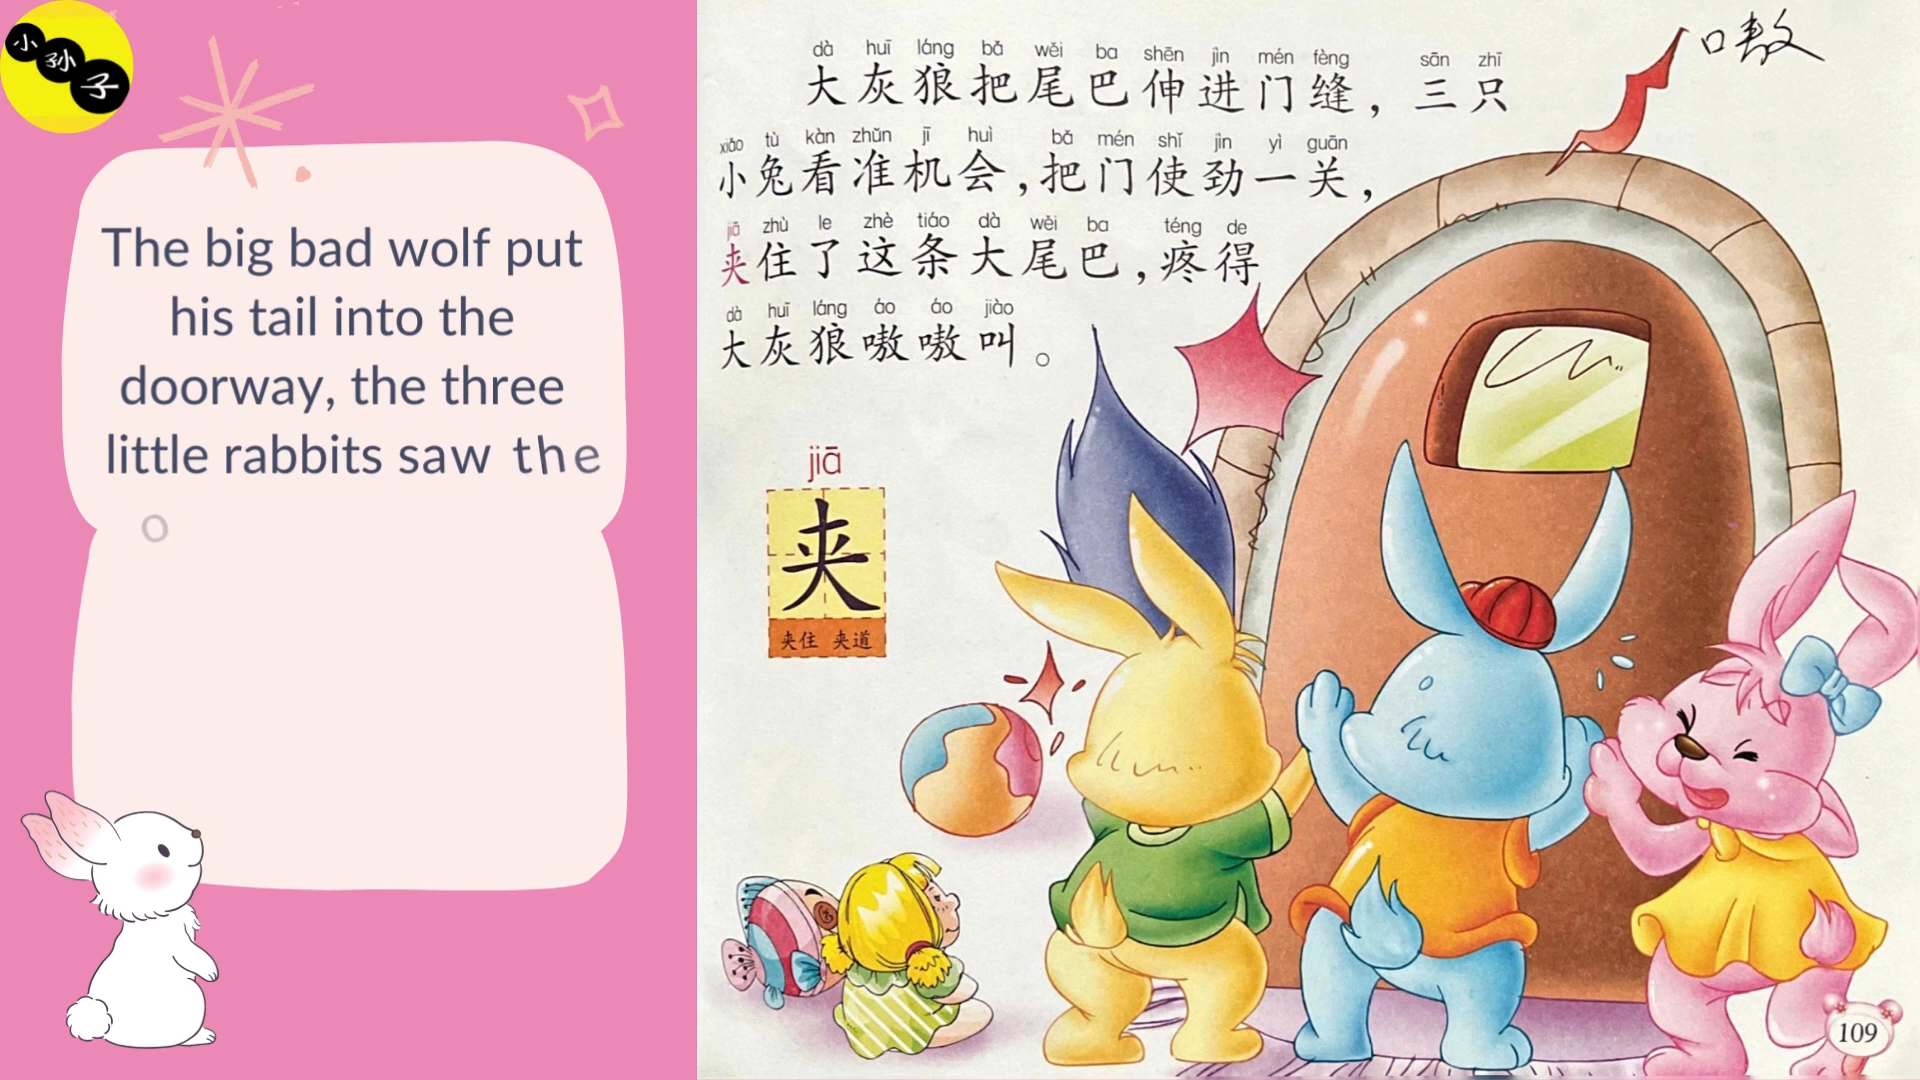 小孙子
The big bad wolf put
his tail into the
doorway, the three
little rabbits saw the
o
嗷
dà huī láng bǎ wěi ba shēn jìn mén fèng sān zhī
大灰狼把尾巴伸进门缝，三只
xiǎo tù kàn zhǔn jī huì bǎ mén shǐ jìn yì guān
小兔看准机会，把门使劲一关，
jiā zhù le zhè tiáo dà wěi ba téng de
夹住了这条大尾巴，疼得
dà huī láng áo áo jiào
大灰狼嗷嗷叫。
jiā
夹
夹住 夹道
109